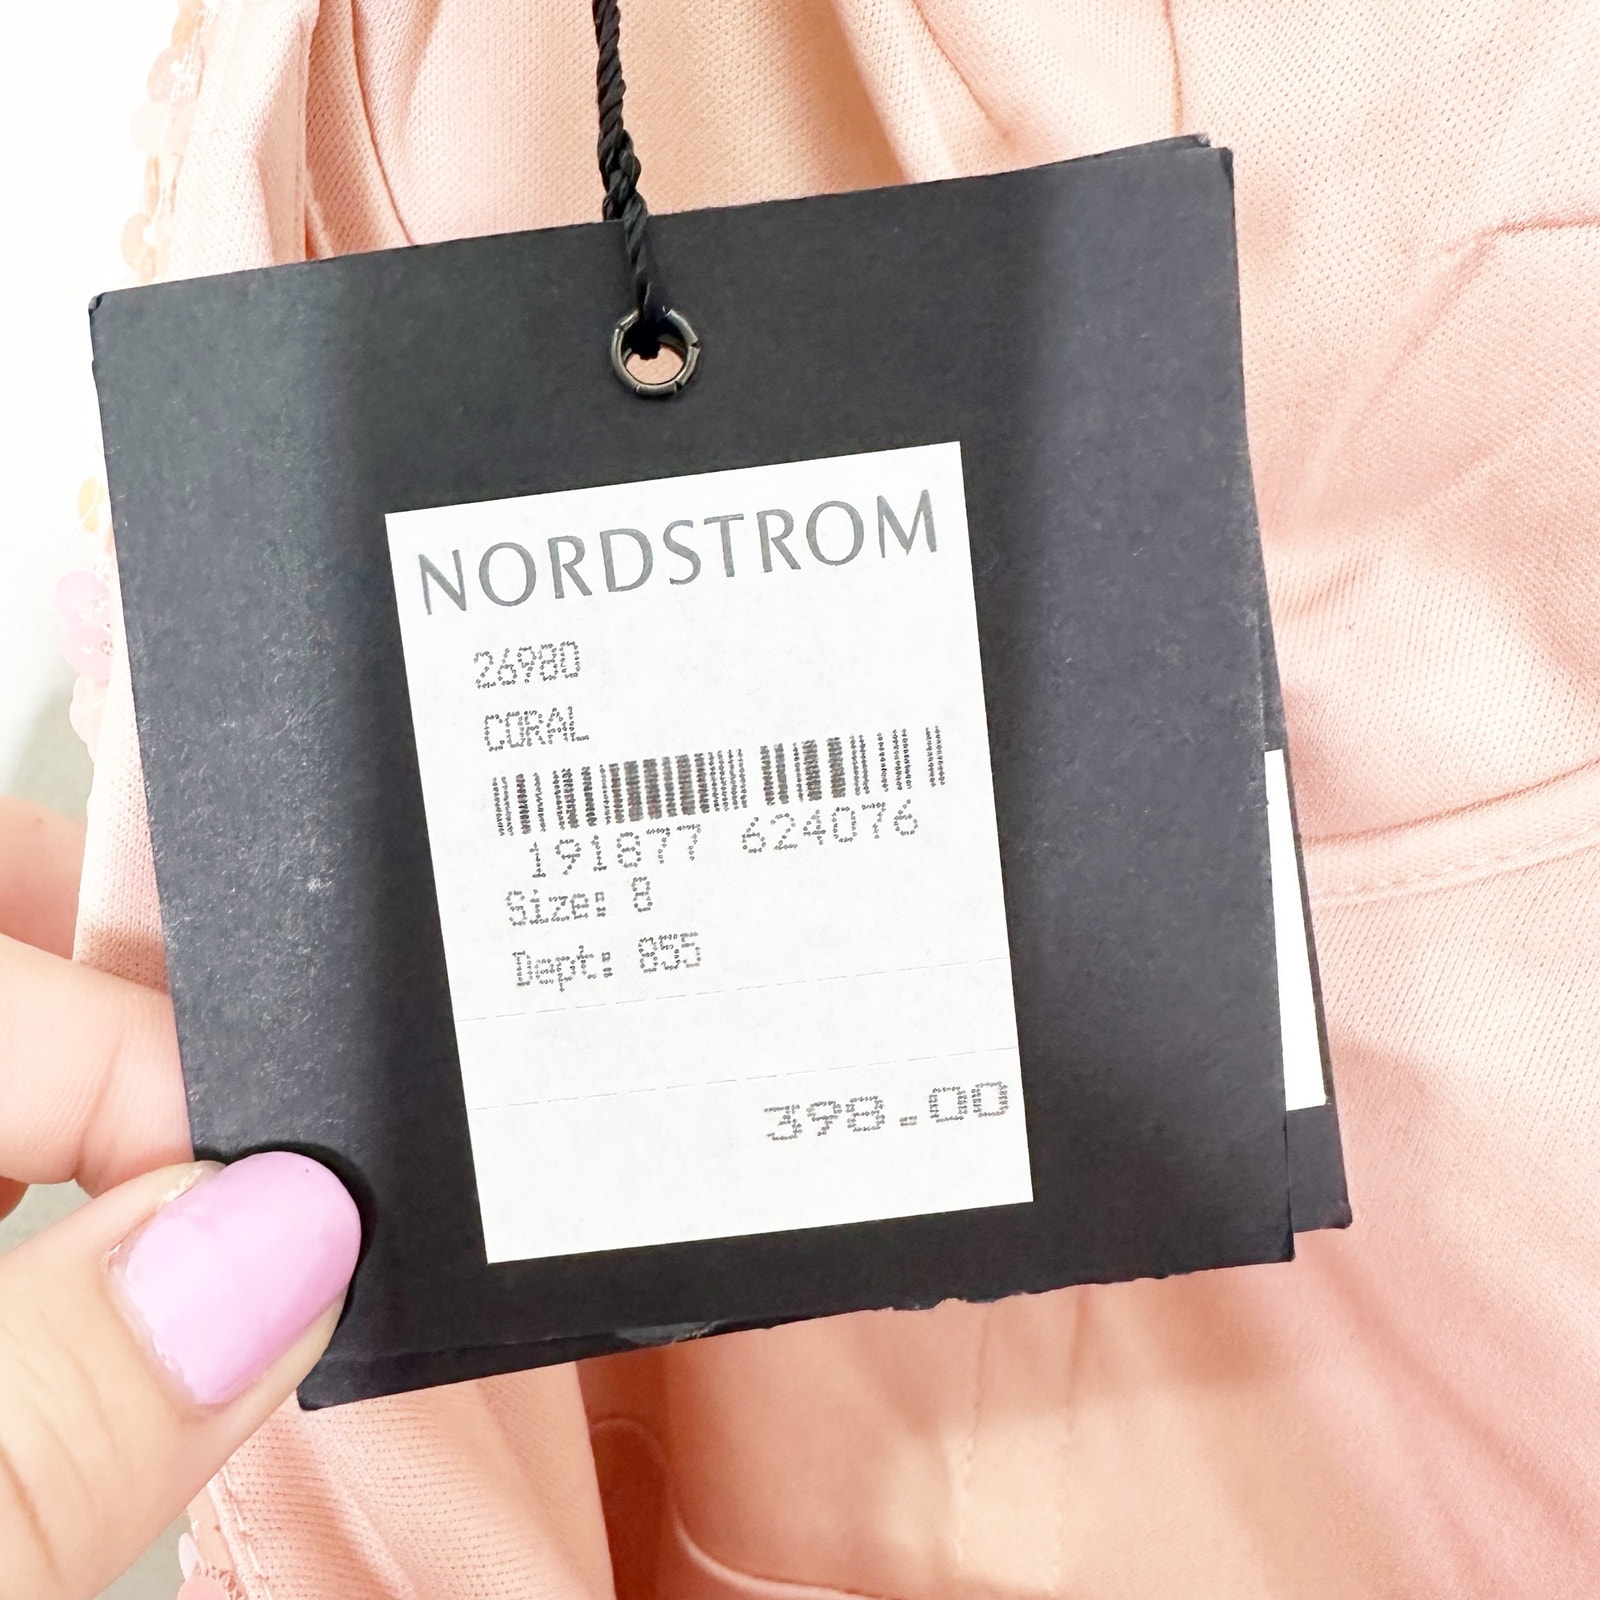 NORDSTROM
26980
CORAL
191877 624076
Size: 8
Dept: 855
398.00